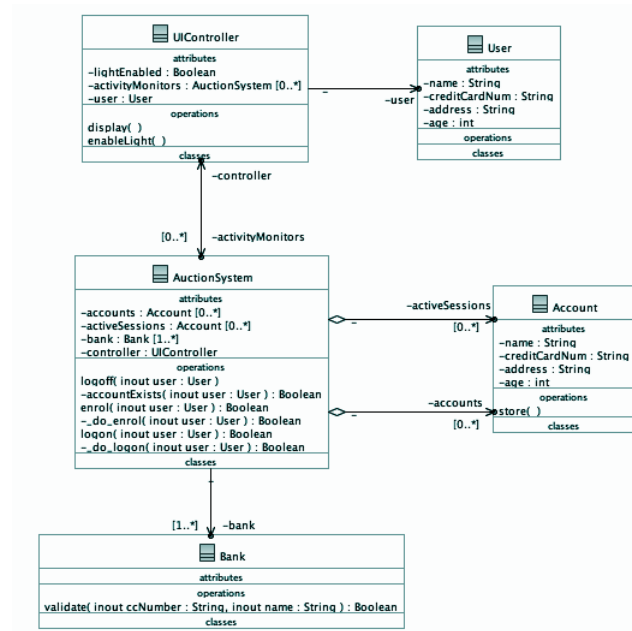 UIController
attributes
-lightEnabled : Boolean
-activityMonitors : AuctionSystem [0..*]
-user : User
operations
display( )
enableLight( )
classes
User
attributes
-name : String
-creditCardNum : String
-address : String
-age : int
operations
classes
-user
-controller
[0..*] -activityMonitors
AuctionSystem
attributes
-accounts : Account [0..*]
-activeSessions : Account [0..*]
-bank : Bank [1..*]
-controller : UIController
operations
logoff( inout user : User )
-accountExists( inout user : User ) : Boolean
enrol( inout user : User ) : Boolean
-_do_enrol( inout user : User ) : Boolean
logon( inout user : User ) : Boolean
-_do_logon( inout user : User ) : Boolean
classes
-activeSessions
[0..*]
-accounts
[0..*]
Account
attributes
-name : String
-creditCardNum : String
-address : String
-age : int
operations
store( )
classes
[1..*] -bank
Bank
attributes
operations
validate( inout ccNumber : String, inout name : String ) : Boolean
classes